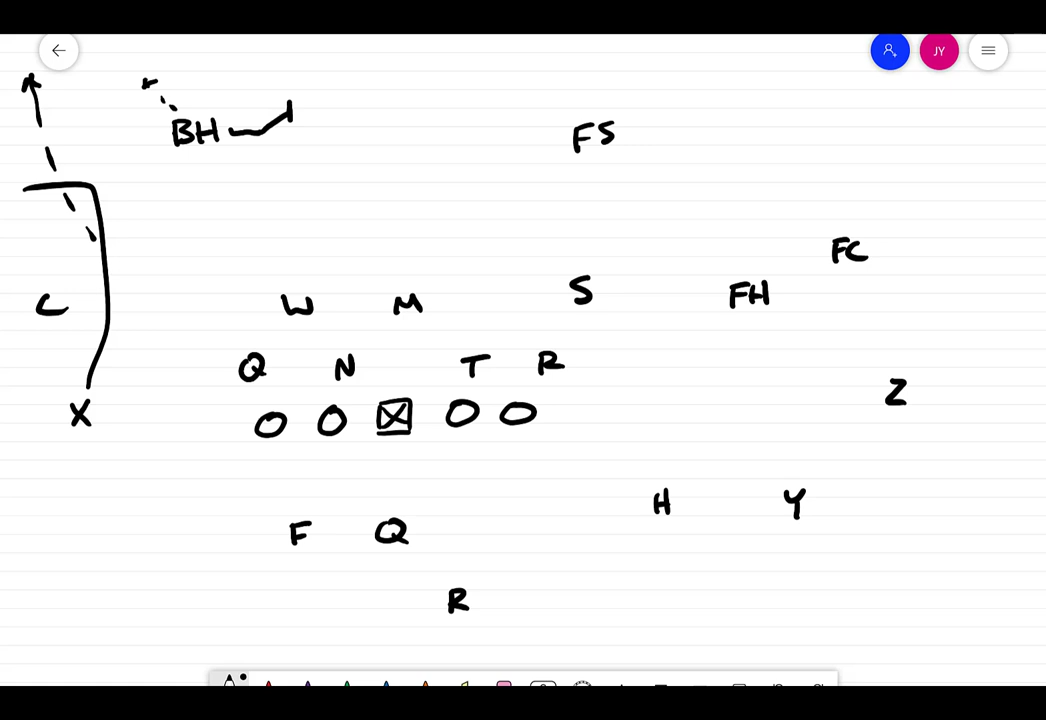 JY
BH
FS
FC
C W M S FH
Q N T R
X O O X O O Z
H Y
F Q
R